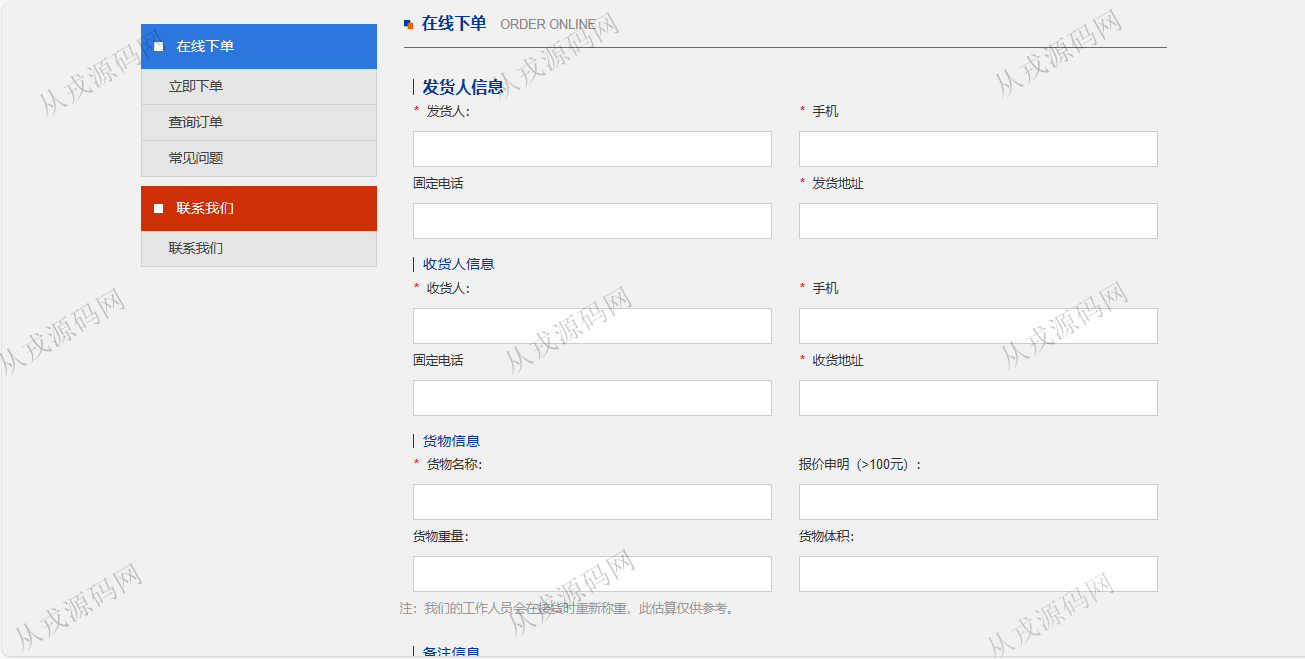 在线下单
立即下单
查询订单
常见问题
联系我们
联系我们
在线下单 ORDER ONLINE
发货人信息
* 发货人:
* 手机
固定电话
* 发货地址
收货人信息
* 收货人:
* 手机
固定电话
* 收货地址
货物信息
* 货物名称:
报价申明（>100元）:
货物重量:
货物体积:
注：我们的工作人员会在接货时重新称重，此估算仅供参考。
备注信息
从戎源码网
从戎源码网
从戎源码网
从戎源码网
从戎源码网
从戎源码网
从戎源码网
从戎源码网
从戎源码网